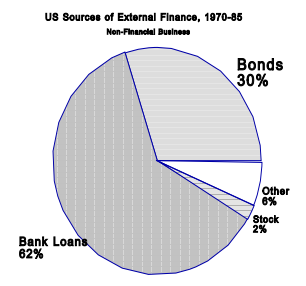 US Sources of External Finance, 1970-85
Non-Financial Business
Bonds
30%
Other
6%
Stock
2%
Bank Loans
62%